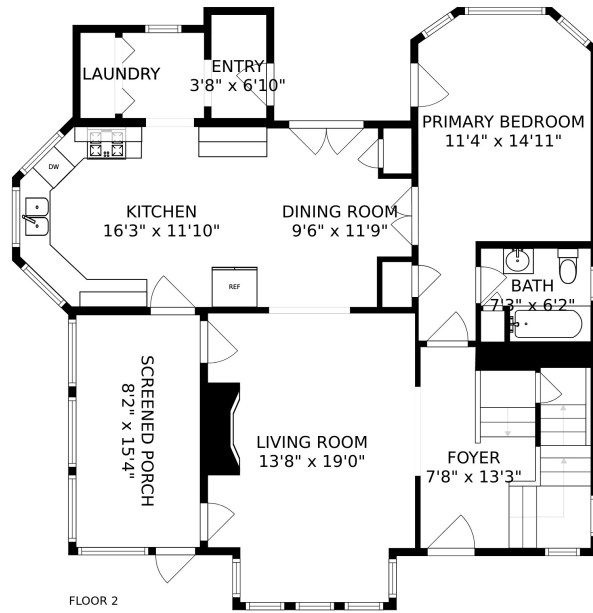 LAUNDRY
ENTRY
3'8" x 6'10"
PRIMARY BEDROOM
11'4" x 14'11"
DW
KITCHEN
16'3" x 11'10"
DINING ROOM
9'6" x 11'9"
REF
BATH
7'3" x 6'2"
SCREENED PORCH
8'2" x 15'4"
LIVING ROOM
13'8" x 19'0"
FOYER
7'8" x 13'3"
FLOOR 2